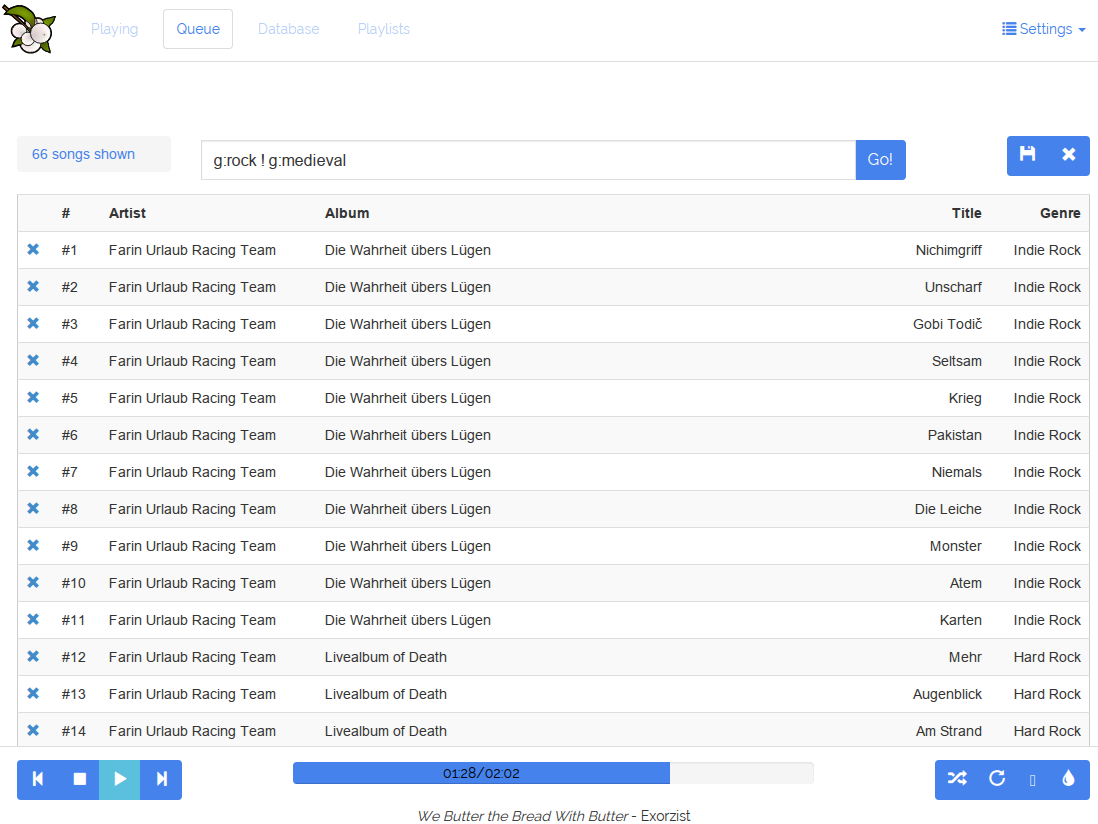 Playing Queue Database Playlists Settings
66 songs shown g:rock ! g:medieval Go!
# Artist Album Title Genre
#1 Farin Urlaub Racing Team Die Wahrheit übers Lügen Nichimgriff Indie Rock
#2 Farin Urlaub Racing Team Die Wahrheit übers Lügen Unscharf Indie Rock
#3 Farin Urlaub Racing Team Die Wahrheit übers Lügen Gobi Todič Indie Rock
#4 Farin Urlaub Racing Team Die Wahrheit übers Lügen Seltsam Indie Rock
#5 Farin Urlaub Racing Team Die Wahrheit übers Lügen Krieg Indie Rock
#6 Farin Urlaub Racing Team Die Wahrheit übers Lügen Pakistan Indie Rock
#7 Farin Urlaub Racing Team Die Wahrheit übers Lügen Niemals Indie Rock
#8 Farin Urlaub Racing Team Die Wahrheit übers Lügen Die Leiche Indie Rock
#9 Farin Urlaub Racing Team Die Wahrheit übers Lügen Monster Indie Rock
#10 Farin Urlaub Racing Team Die Wahrheit übers Lügen Atem Indie Rock
#11 Farin Urlaub Racing Team Die Wahrheit übers Lügen Karten Indie Rock
#12 Farin Urlaub Racing Team Livealbum of Death Mehr Hard Rock
#13 Farin Urlaub Racing Team Livealbum of Death Augenblick Hard Rock
#14 Farin Urlaub Racing Team Livealbum of Death Am Strand Hard Rock
01:28/02:02
We Butter the Bread With Butter - Exorzist